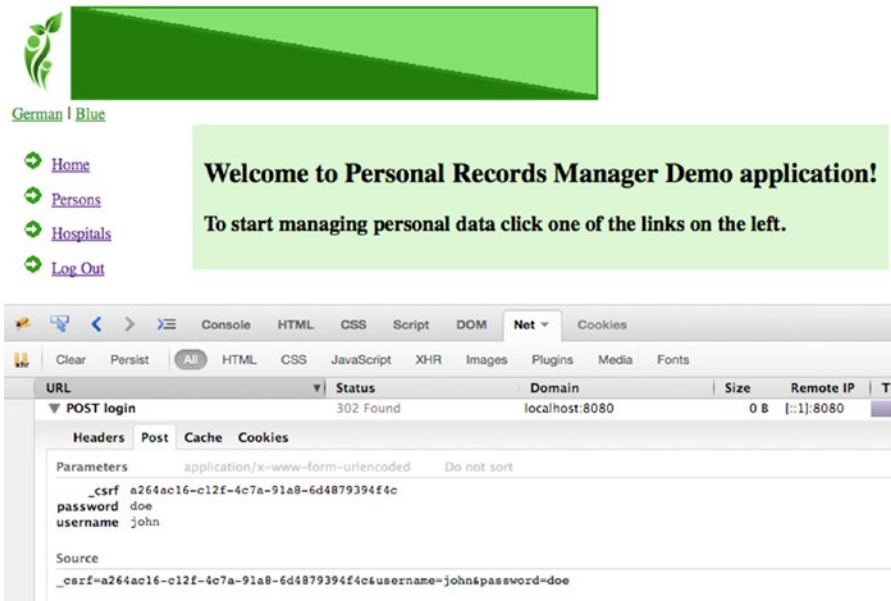 German | Blue
Home
Persons
Hospitals
Log Out
Welcome to Personal Records Manager Demo application!
To start managing personal data click one of the links on the left.
Console HTML CSS Script DOM Net Cookies
xhr Clear Persist All HTML CSS JavaScript XHR Images Plugins Media Fonts
URL Status Domain Size Remote IP
POST login 302 Found localhost:8080 0 B [::1]:8080
Headers Post Cache Cookies
Parameters application/x-www-form-urlencoded Do not sort
_csrf a264ac16-c12f-4c7a-91a8-6d4879394f4c
password doe
username john
Source
_csrf=a264ac16-c12f-4c7a-91a8-6d4879394f4c&username=john&password=doe